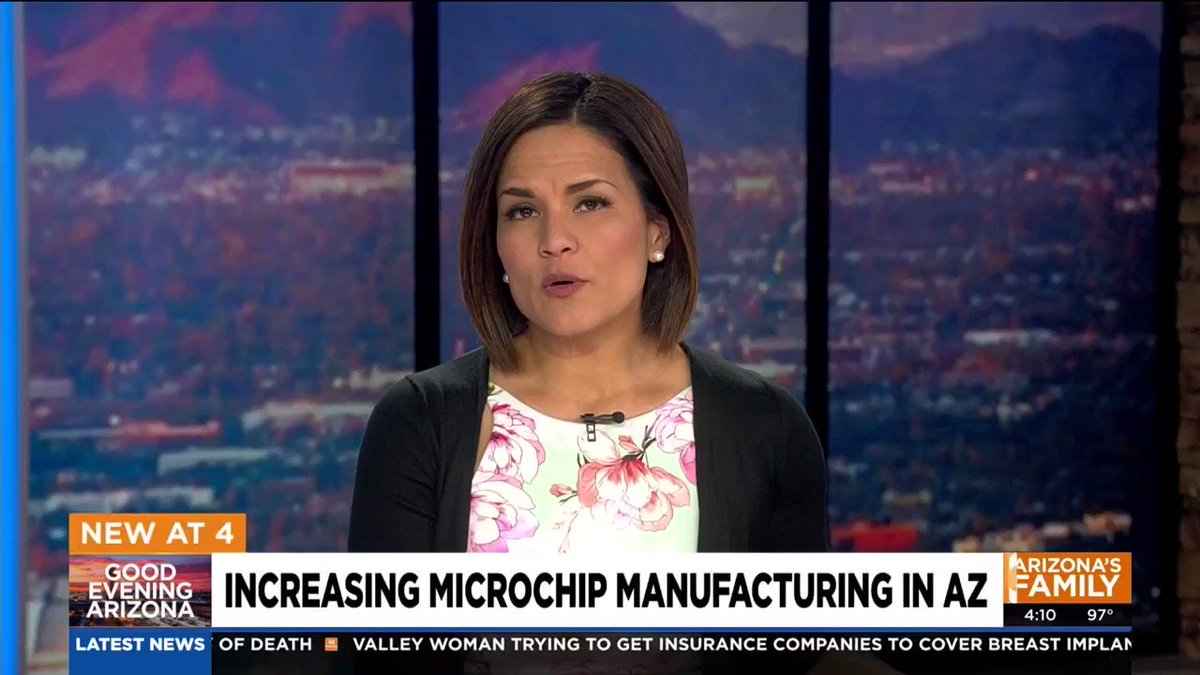 NEW AT 4
GOOD
EVENING
ARIZONA
INCREASING MICROCHIP MANUFACTURING IN AZ
ARIZONA'S
FAMILY
4:10 97°
LATEST NEWS
OF DEATH
VALLEY WOMAN TRYING TO GET INSURANCE COMPANIES TO COVER BREAST IMPLAN